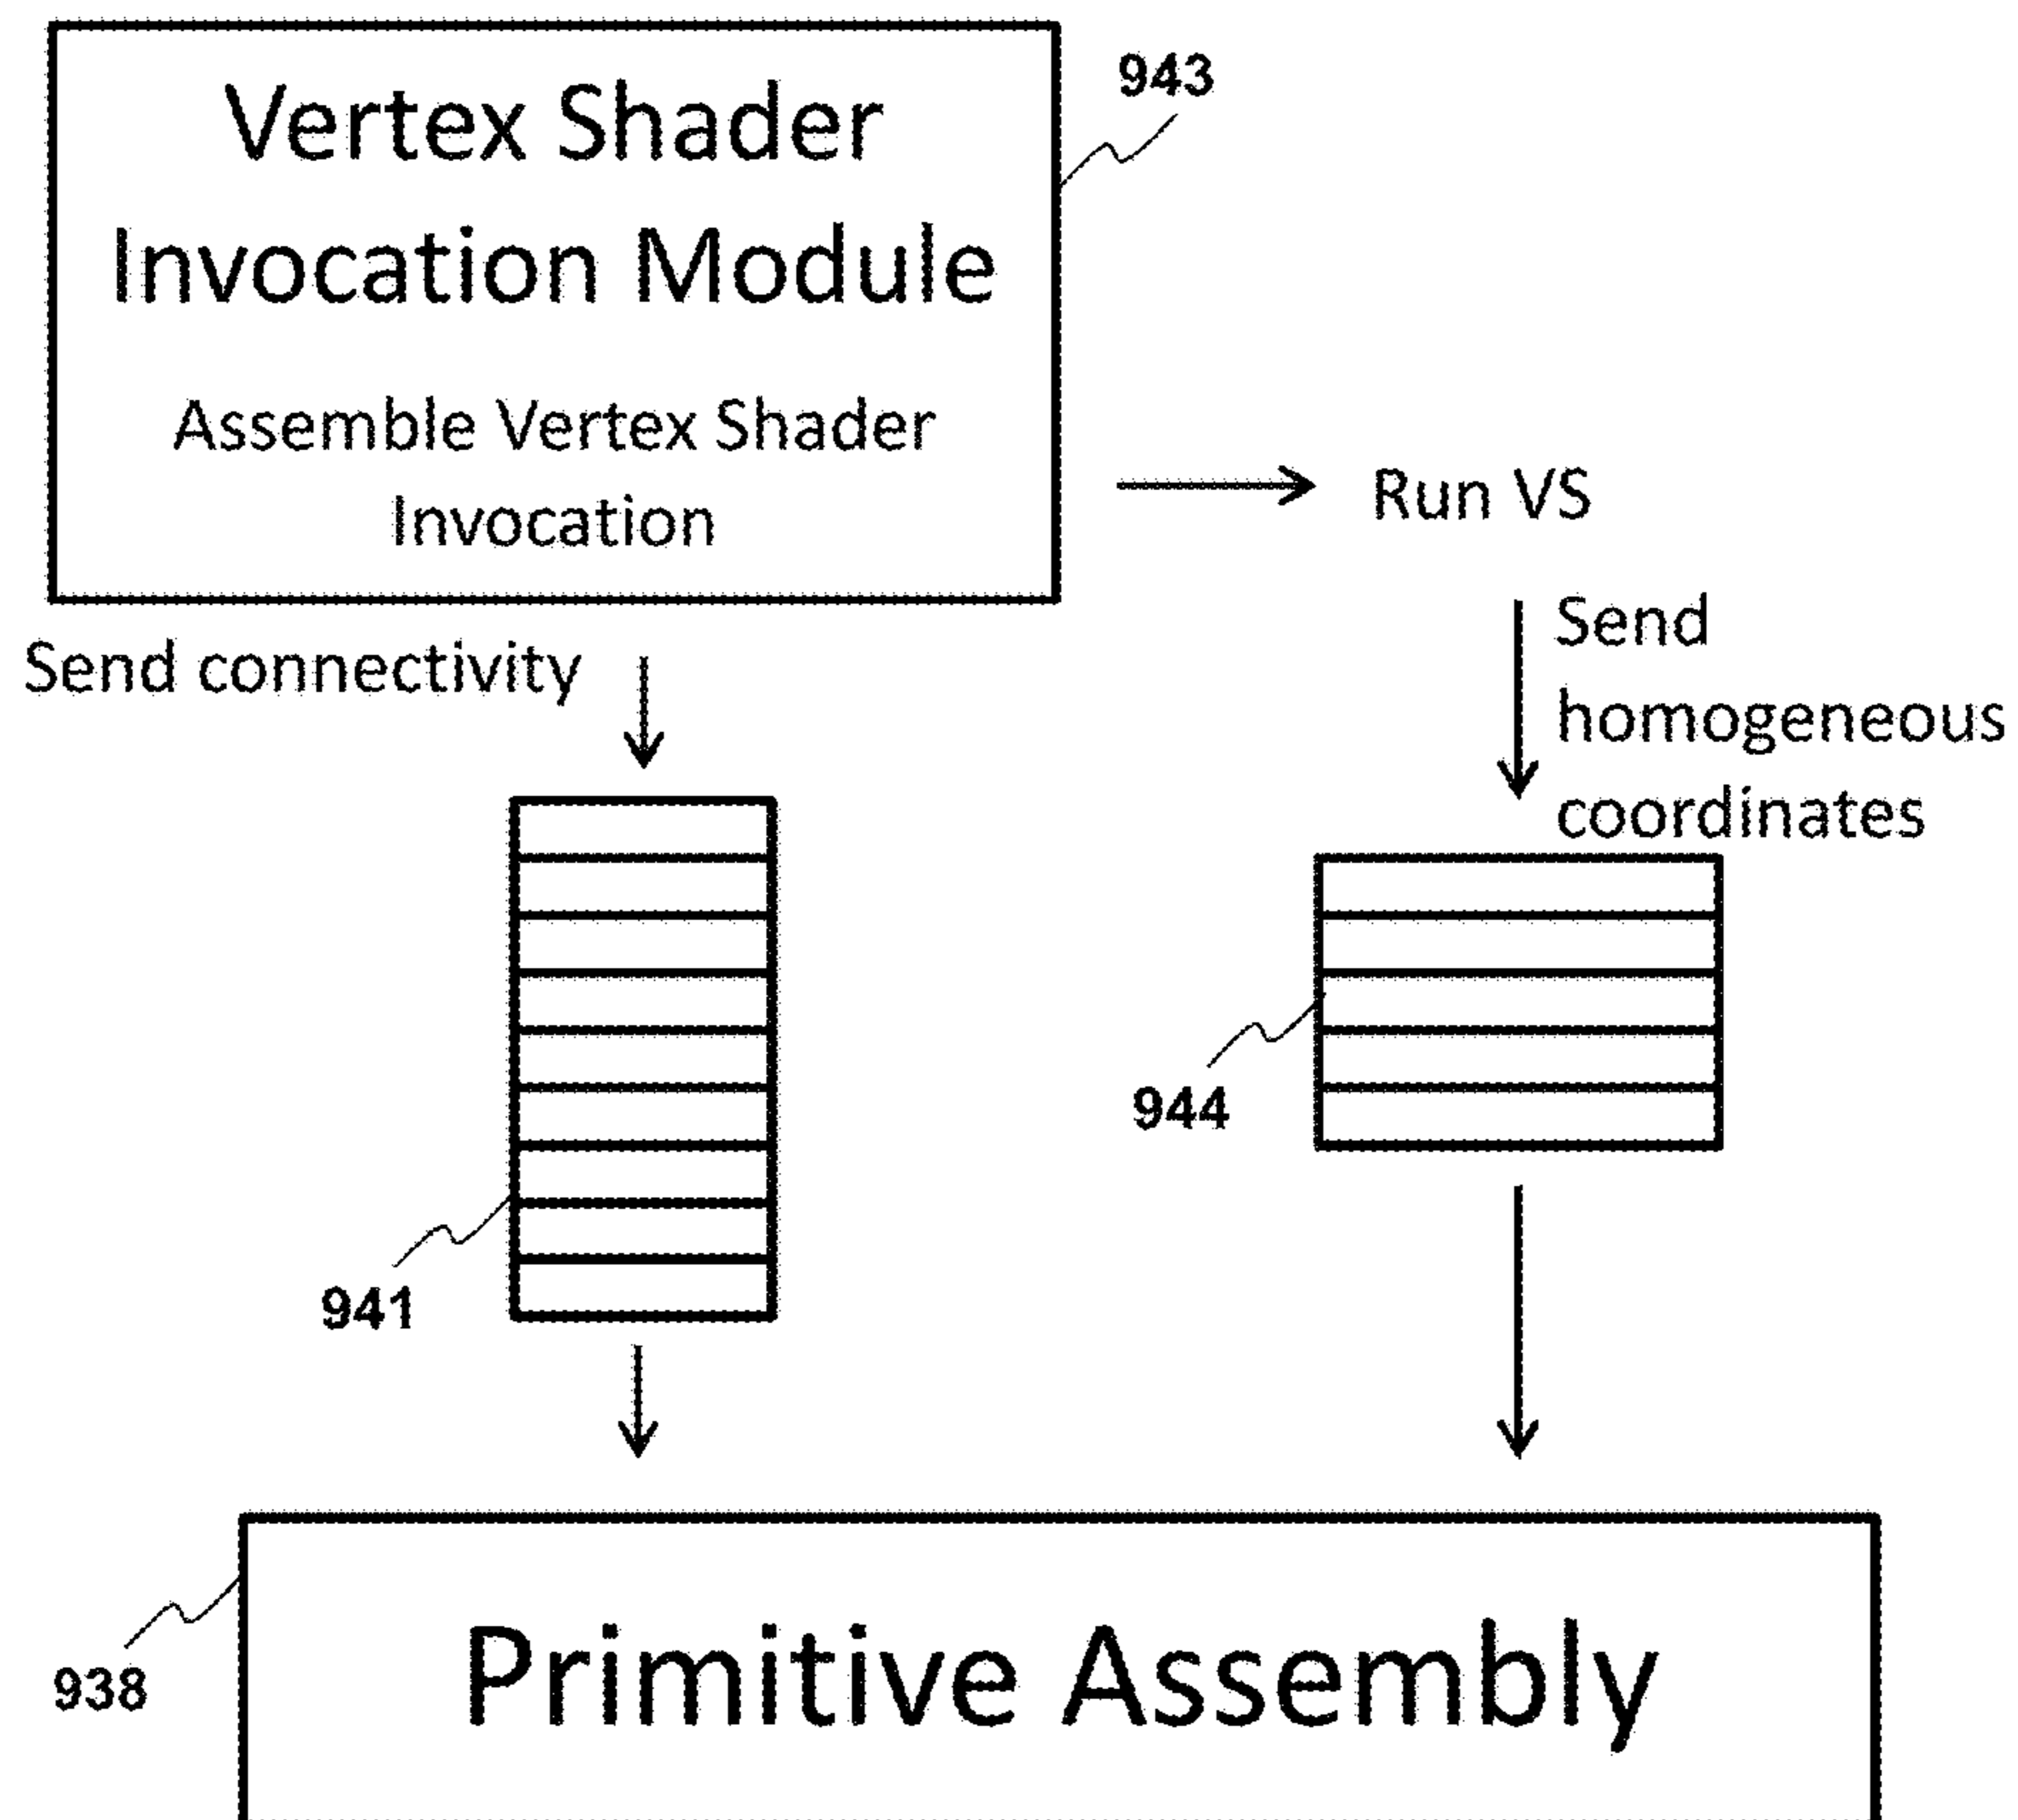 Vertex Shader
Invocation Module
Assemble Vertex Shader
Invocation
943
Run VS
Send connectivity
Send
homogeneous
coordinates
944
941
938
Primitive Assembly